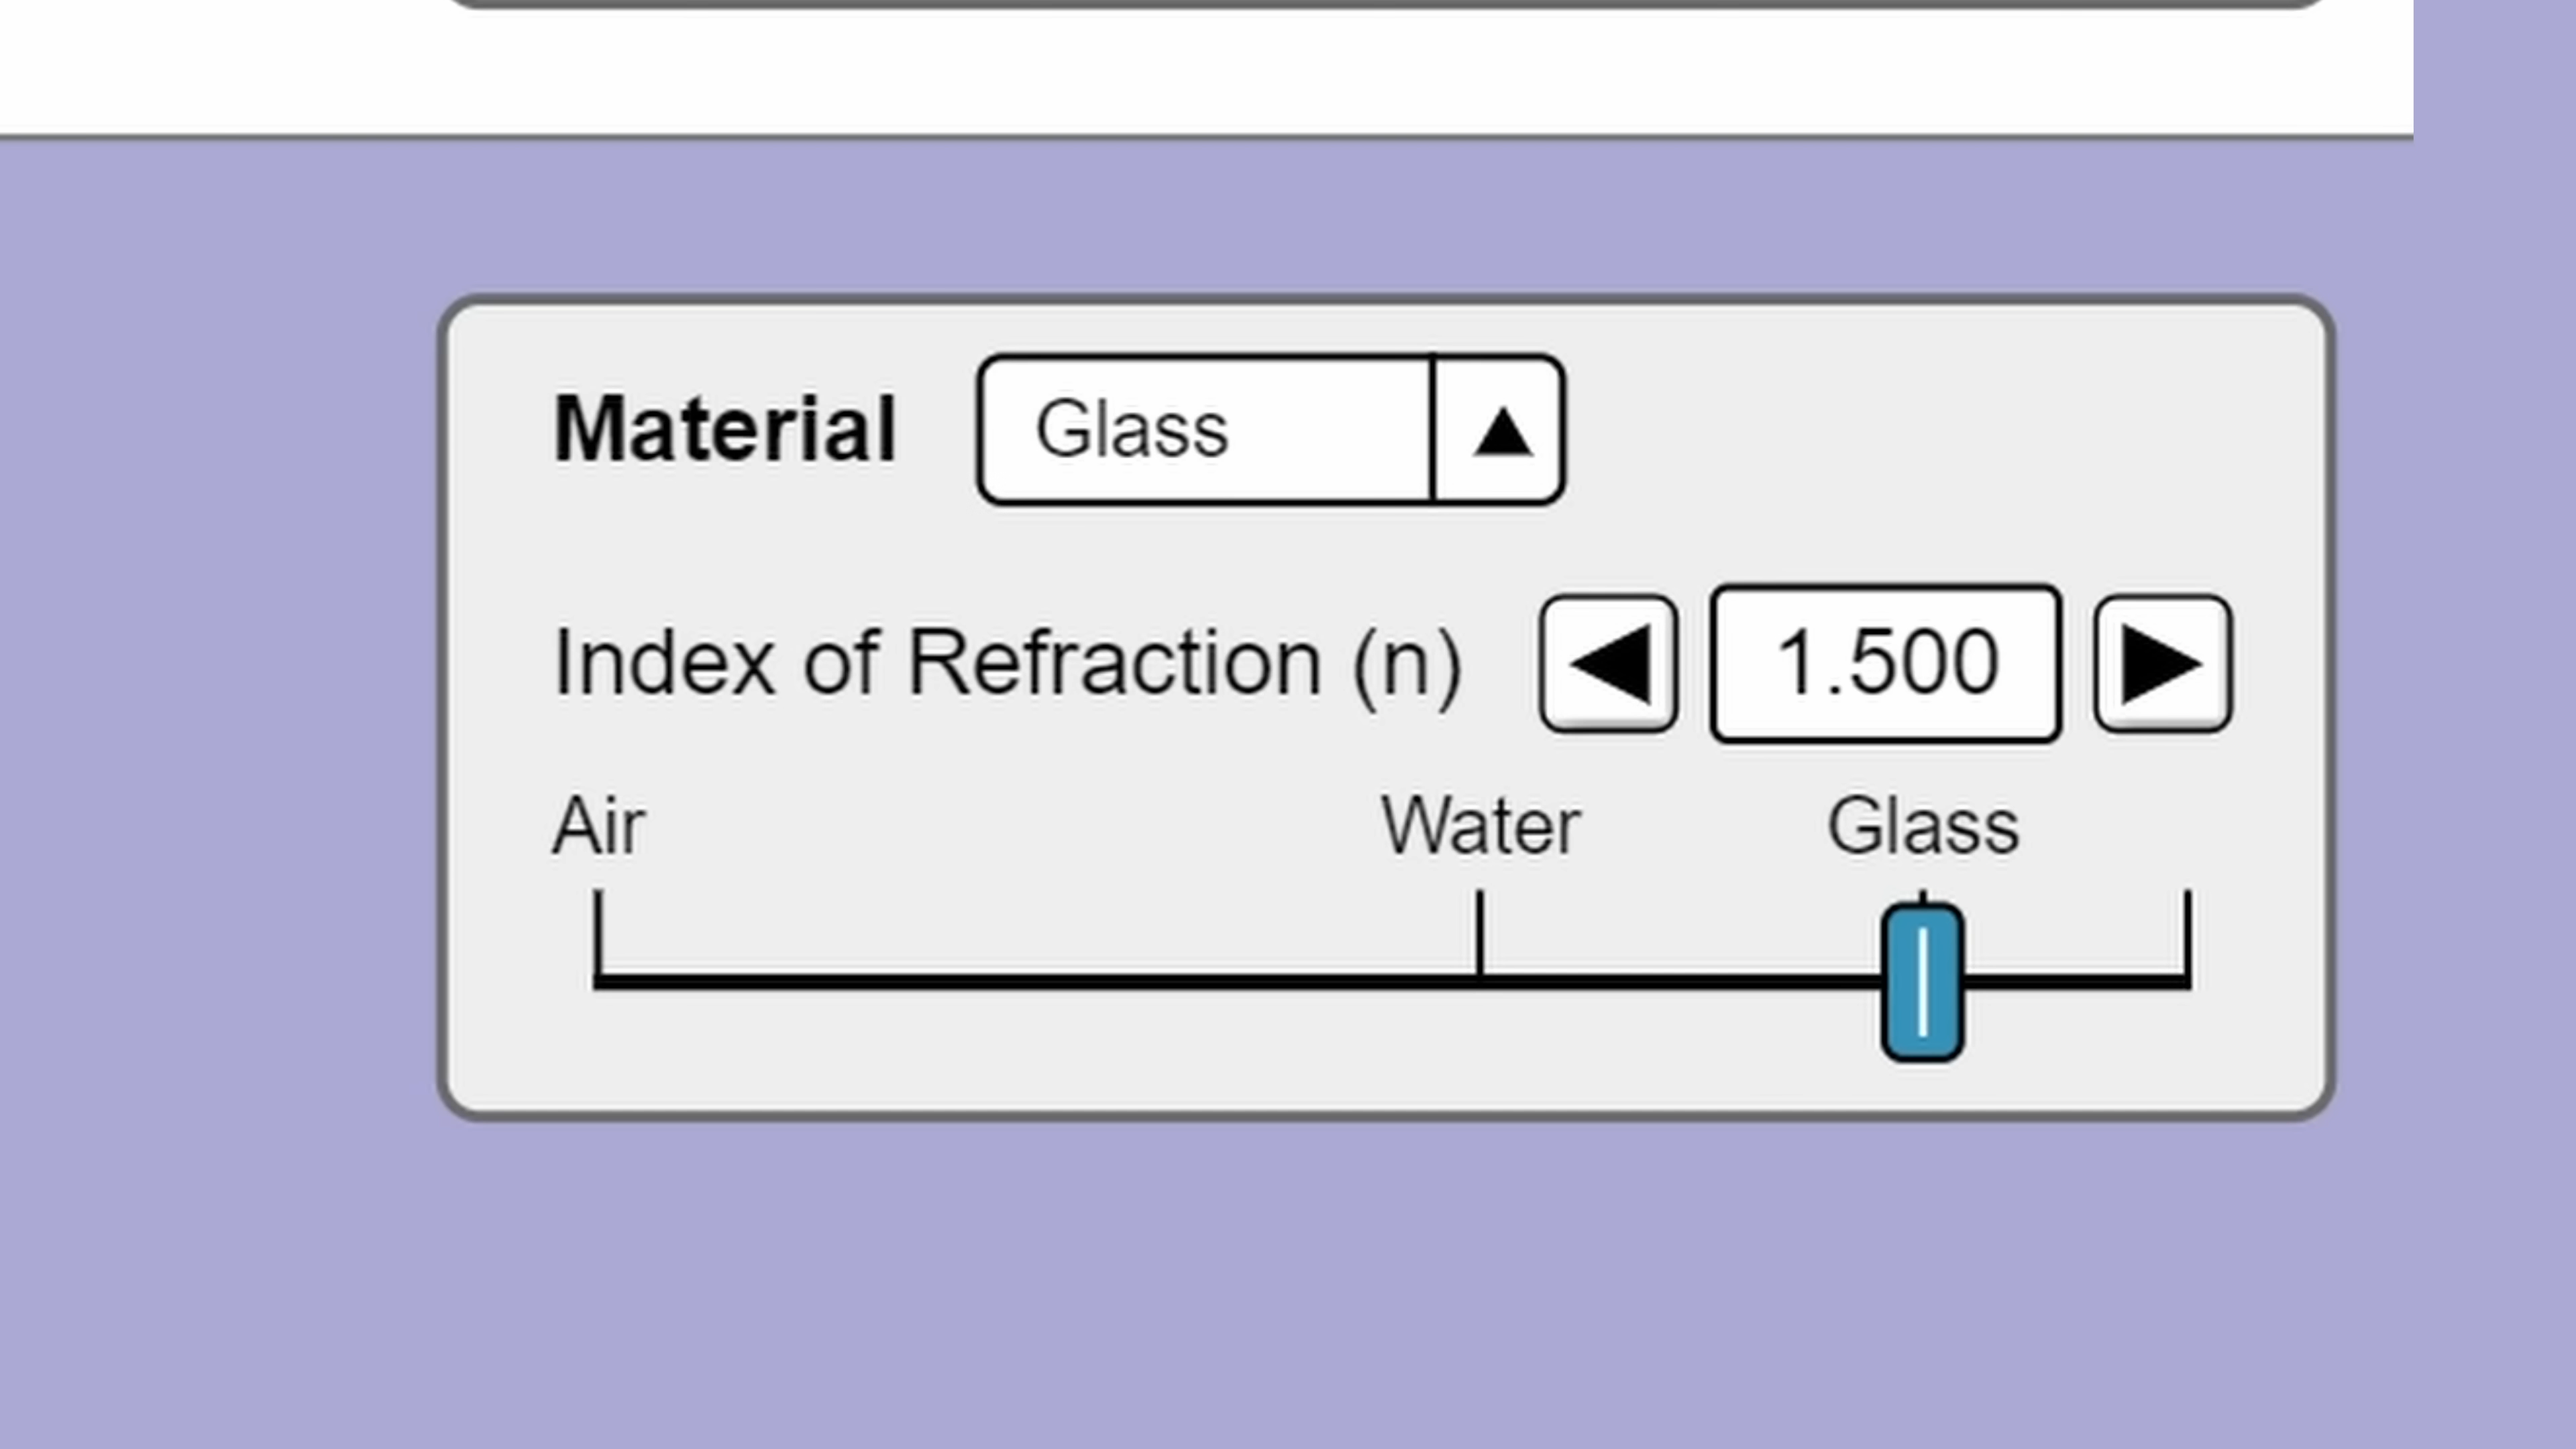 Material Glass
Index of Refraction (n) 1.500
Air Water Glass